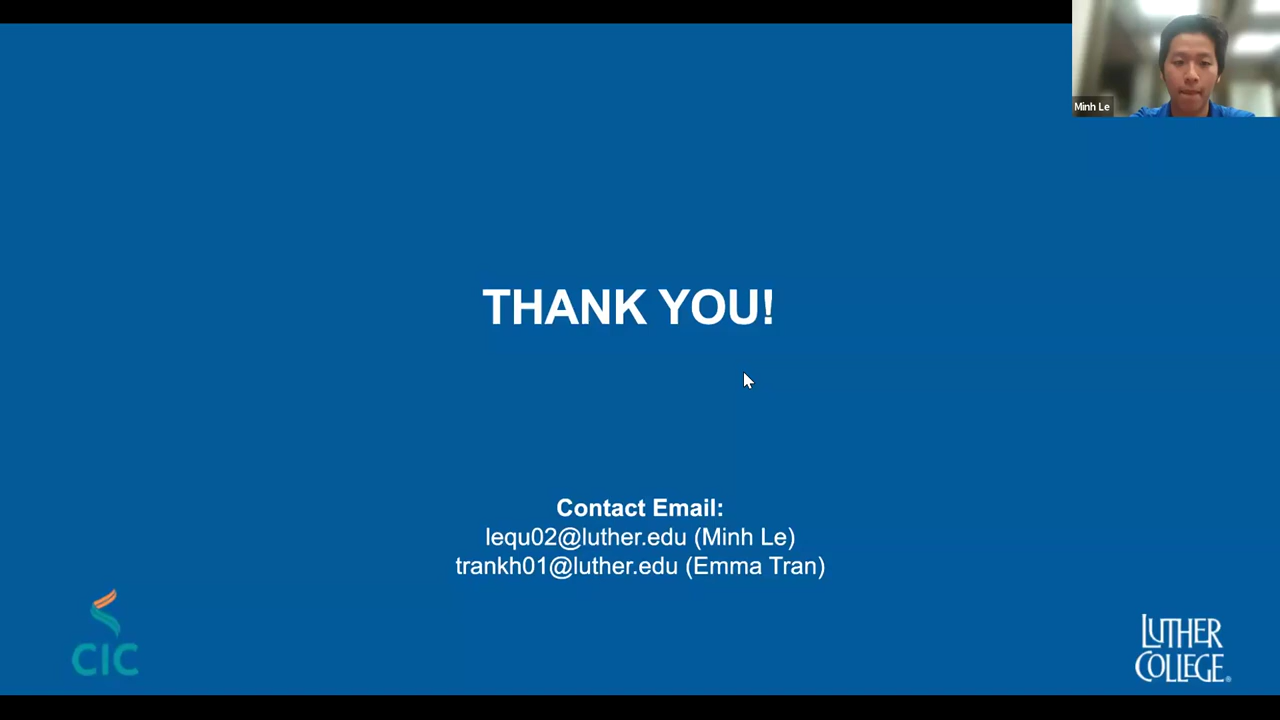 Minh Le
THANK YOU!
Contact Email:
lequ02@luther.edu (Minh Le)
trankh01@luther.edu (Emma Tran)
CIC
LUTHER
COLLEGE®